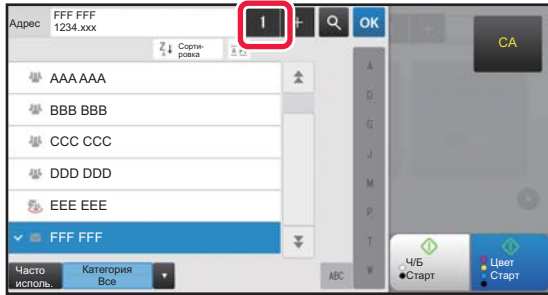 Адрес
FFF FFF
1234.xxx
1
+
OK
CA
Z
Сорти-
ровка
AAA AAA
BBB BBB
CCC CCC
DDD DDD
EEE EEE
FFF FFF
A
D
G
J
M
P
T
W
ABC
Часто
исполь.
Категория
Все
Ч/Б
Старт
Цвет
Старт